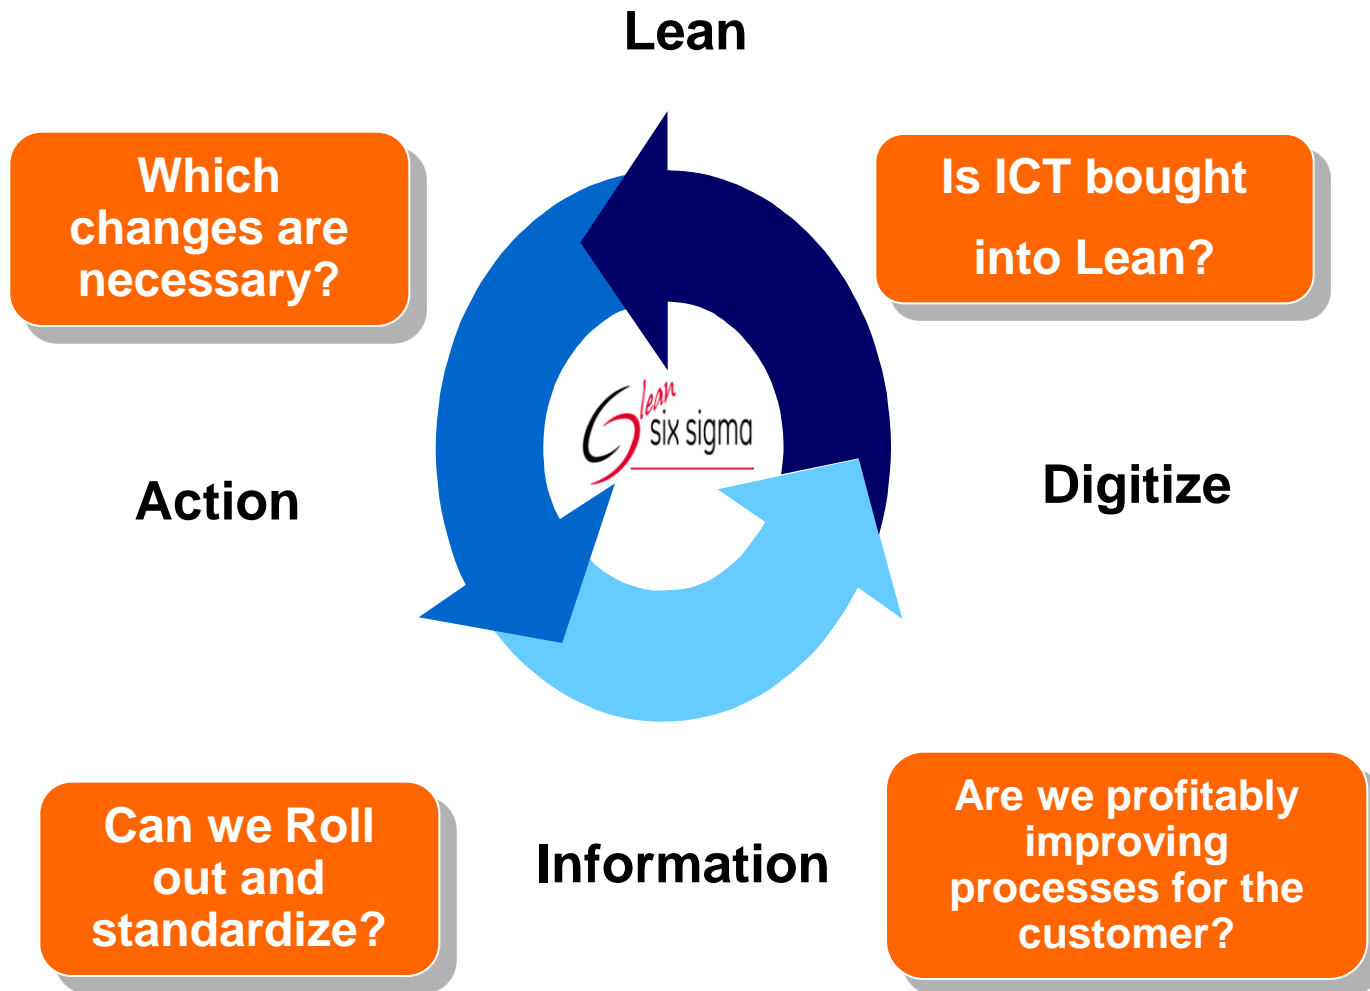 Lean
Which
changes are
necessary?
Is ICT bought
into Lean?
lean
six sigma
Action
Digitize
Can we Roll
out and
standardize?
Information
Are we profitably
improving
processes for the
customer?